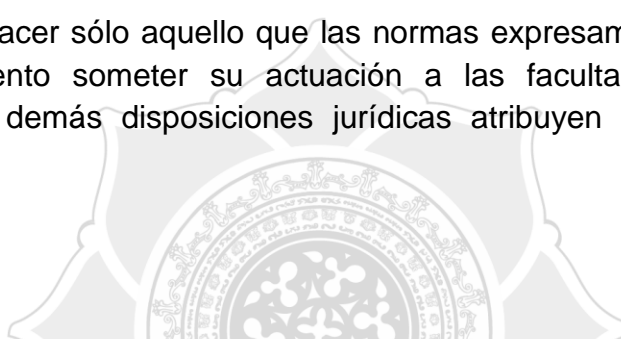 acer sólo aquello que las normas expresam
ento someter su actuación a las faculta
demás disposiciones jurídicas atribuyen